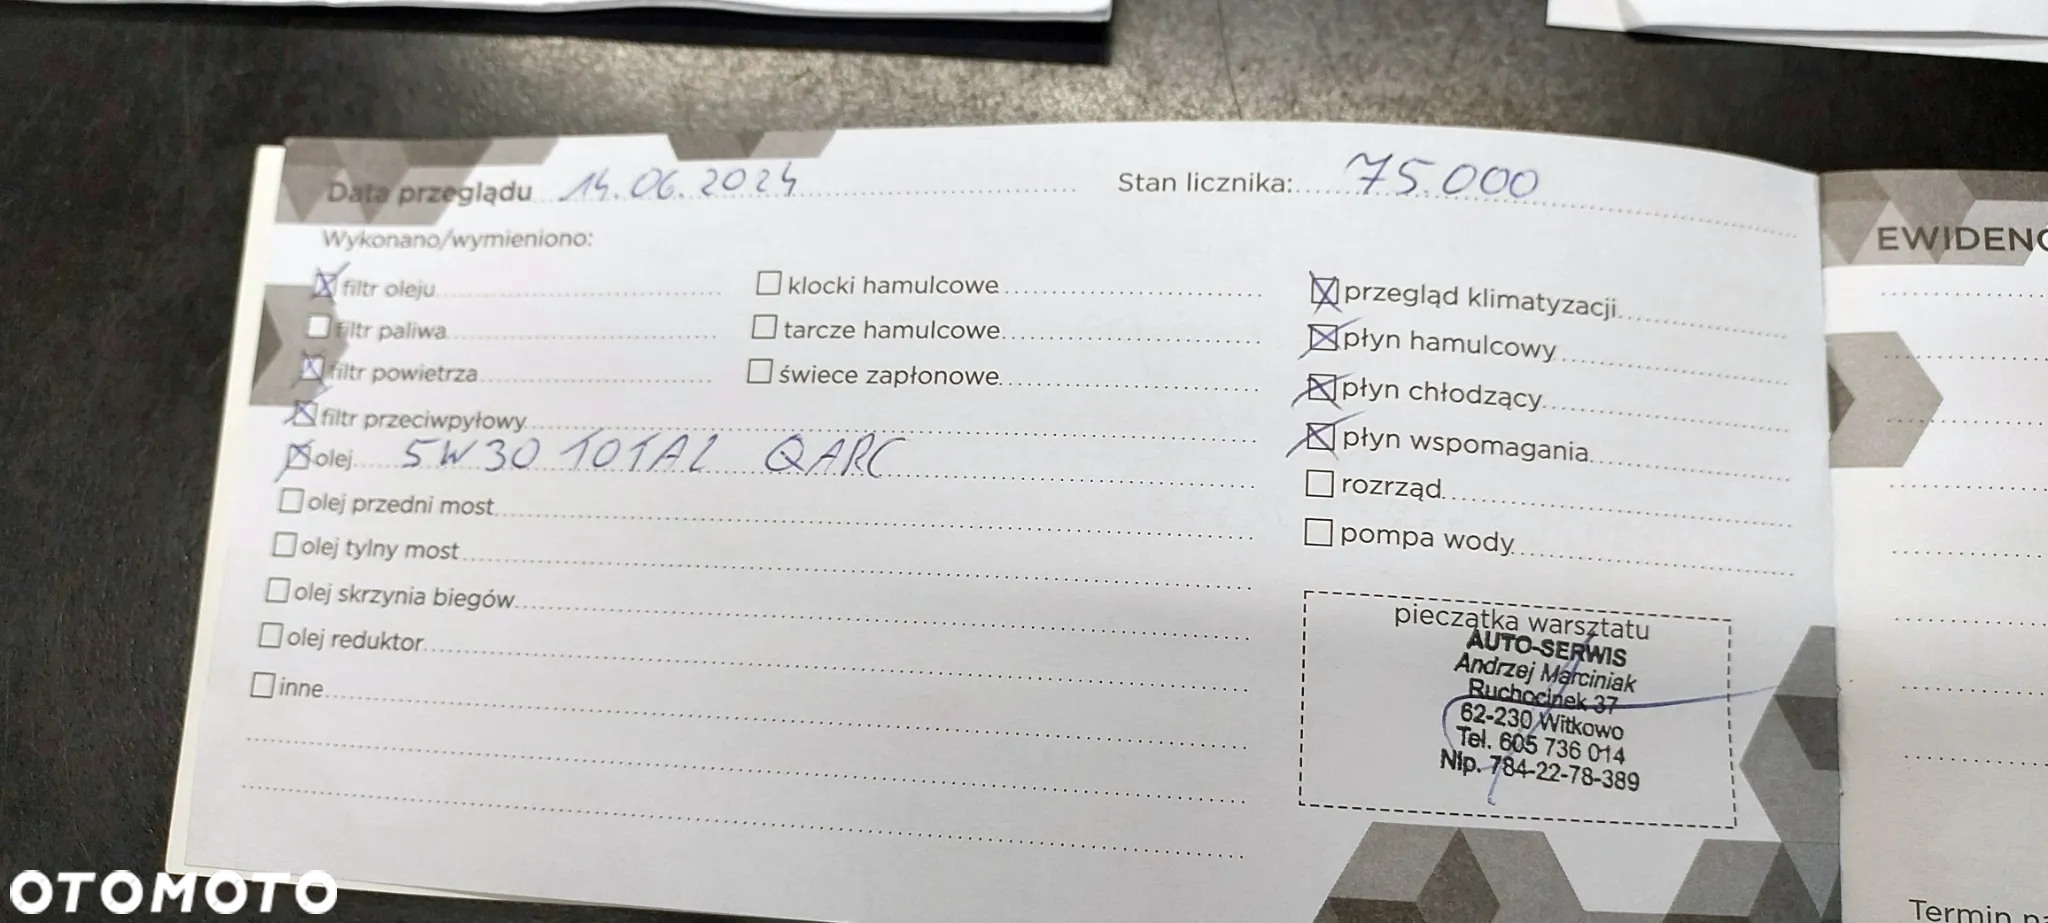 Data przeglądu 14.06.2024 Stan licznika: 75.000
Wykonano/wymieniono:
filtr oleju
filtr paliwa
filtr powietrza
filtr przeciwpyłowy
olej 5W30 TOTAL QARC
olej przedni most
olej tylny most
olej skrzynia biegów
olej reduktor
inne
klocki hamulcowe
tarcze hamulcowe
świece zapłonowe
przegląd klimatyzacji
płyn hamulcowy
płyn chłodzący
płyn wspomagania
rozrząd
pompa wody
pieczątka warsztatu
AUTO-SERWIS
Andrzej Marciniak
Ruchocinek 37
62-230 Witkowo
Tel. 605 736 014
NIp. 784-22-78-389
EWIDENC
Termin
OTOMOTO